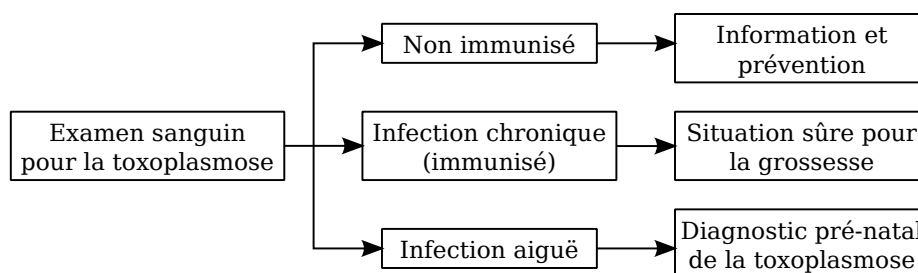 Examen sanguin
pour la toxoplasmose
Non immunisé
Information et
prévention
Infection chronique
(immunisé)
Situation sûre pour
la grossesse
Infection aiguë
Diagnostic pré-natal
de la toxoplasmose